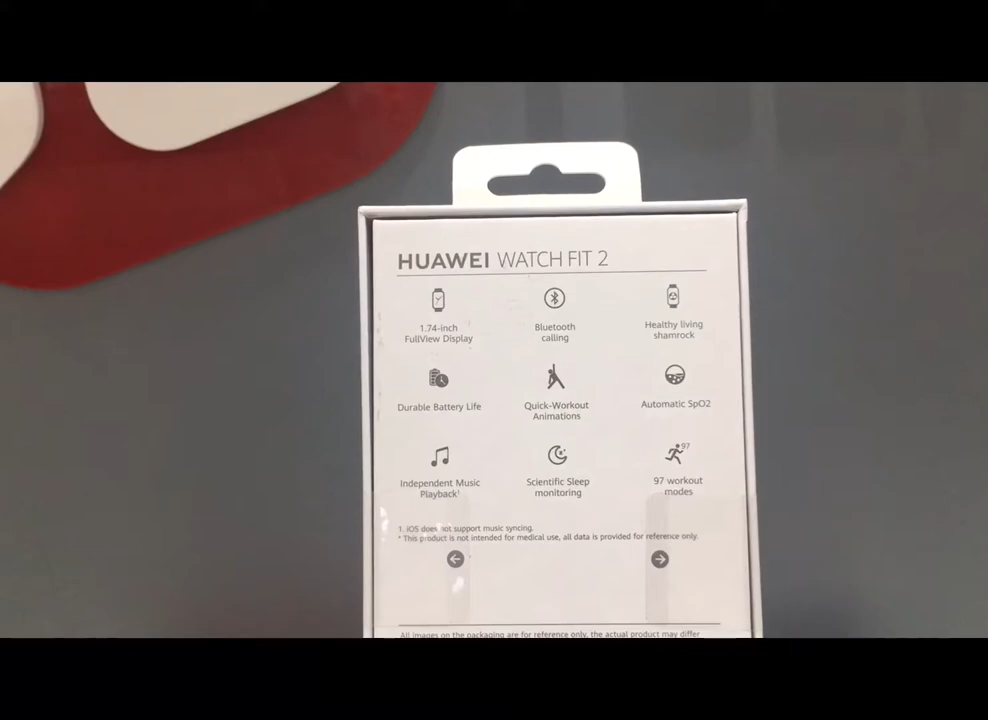 HUAWEI WATCH FIT 2
1.74-inch
FullView Display
Bluetooth
calling
Healthy living
shamrock
Durable Battery Life
Quick-Workout
Animations
Automatic SpO2
Independent Music
Playback¹
Scientific Sleep
monitoring
97
97 workout
modes
1. iOS does not support music syncing.
* This product is not intended for medical use, all data is provided for reference only.
All images on the packaging are for reference only, the actual product may differ